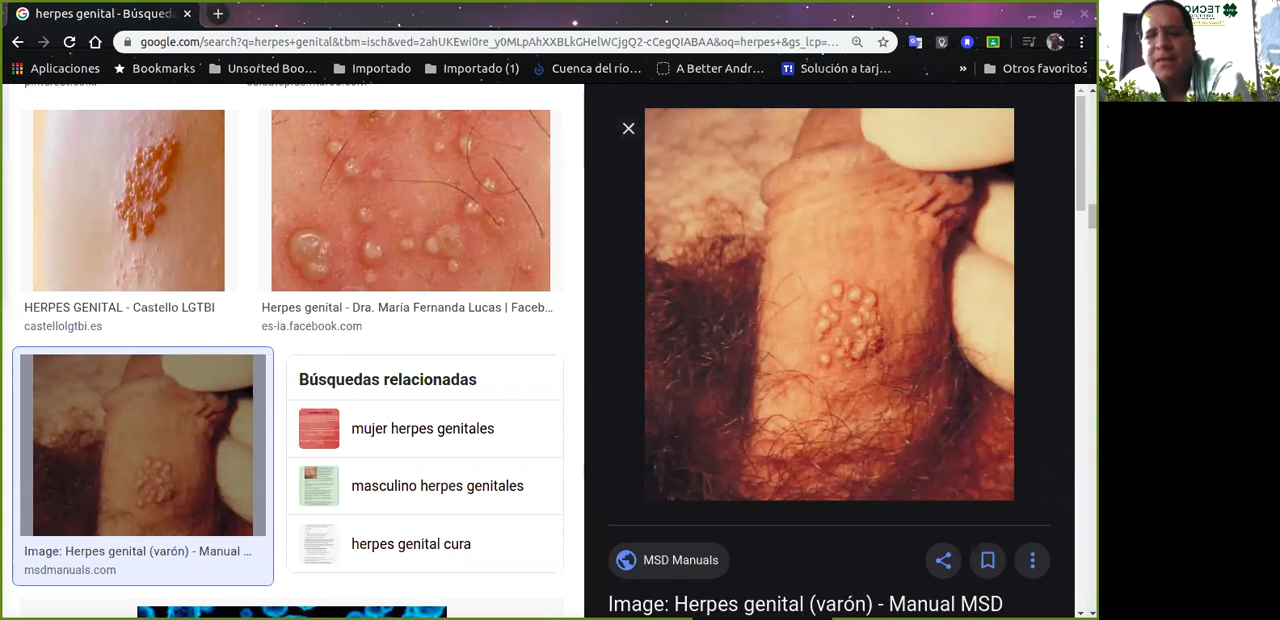 herpes genital - Búsqued
google.com/search?q=herpes+genital&tbm=isch&ved=2ahUKEwi0re_y0MLpAhXXBLkGHelWCjgQ2-cCegQIABAA&oq=herpes+&gs_lcp=...
Aplicaciones
Bookmarks
Unsorted Boo...
Importado
Importado (1)
Cuenca del río...
A Better Andr...
T!
Solución a tarj...
»
Otros favoritos
TECNO
HERPES GENITAL - Castello LGTBI
castellolgtbi.es
Herpes genital - Dra. María Fernanda Lucas | Faceb...
es-la.facebook.com
Image: Herpes genital (varón) - Manual ...
msdmanuals.com
Búsquedas relacionadas
mujer herpes genitales
masculino herpes genitales
herpes genital cura
MSD Manuals
Image: Herpes genital (varón) - Manual MSD